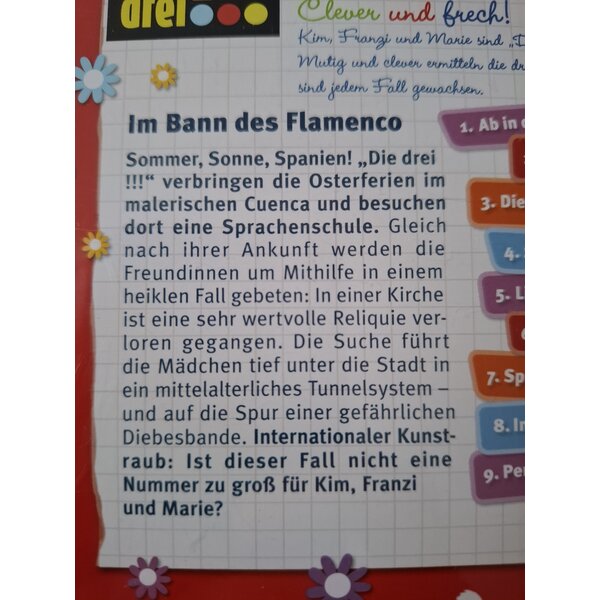 drei
Clever und frech!
Kim, Franzi und Marie sind „D
Mutig und clever ermitteln die dr
sind jedem Fall gewachsen.
Im Bann des Flamenco
Sommer, Sonne, Spanien! „Die drei
!!!“ verbringen die Osterferien im
malerischen Cuenca und besuchen
dort eine Sprachenschule. Gleich
nach ihrer Ankunft werden die
Freundinnen um Mithilfe in einem
heiklen Fall gebeten: In einer Kirche
ist eine sehr wertvolle Reliquie ver-
loren gegangen. Die Suche führt
die Mädchen tief unter die Stadt in
ein mittelalterliches Tunnelsystem –
und auf die Spur einer gefährlichen
Diebesbande. Internationaler Kunst-
raub: Ist dieser Fall nicht eine
Nummer zu groß für Kim, Franzi
und Marie?
1. Ab in
3. Die
4.
5. L
7. Sp
8. In
9. Per